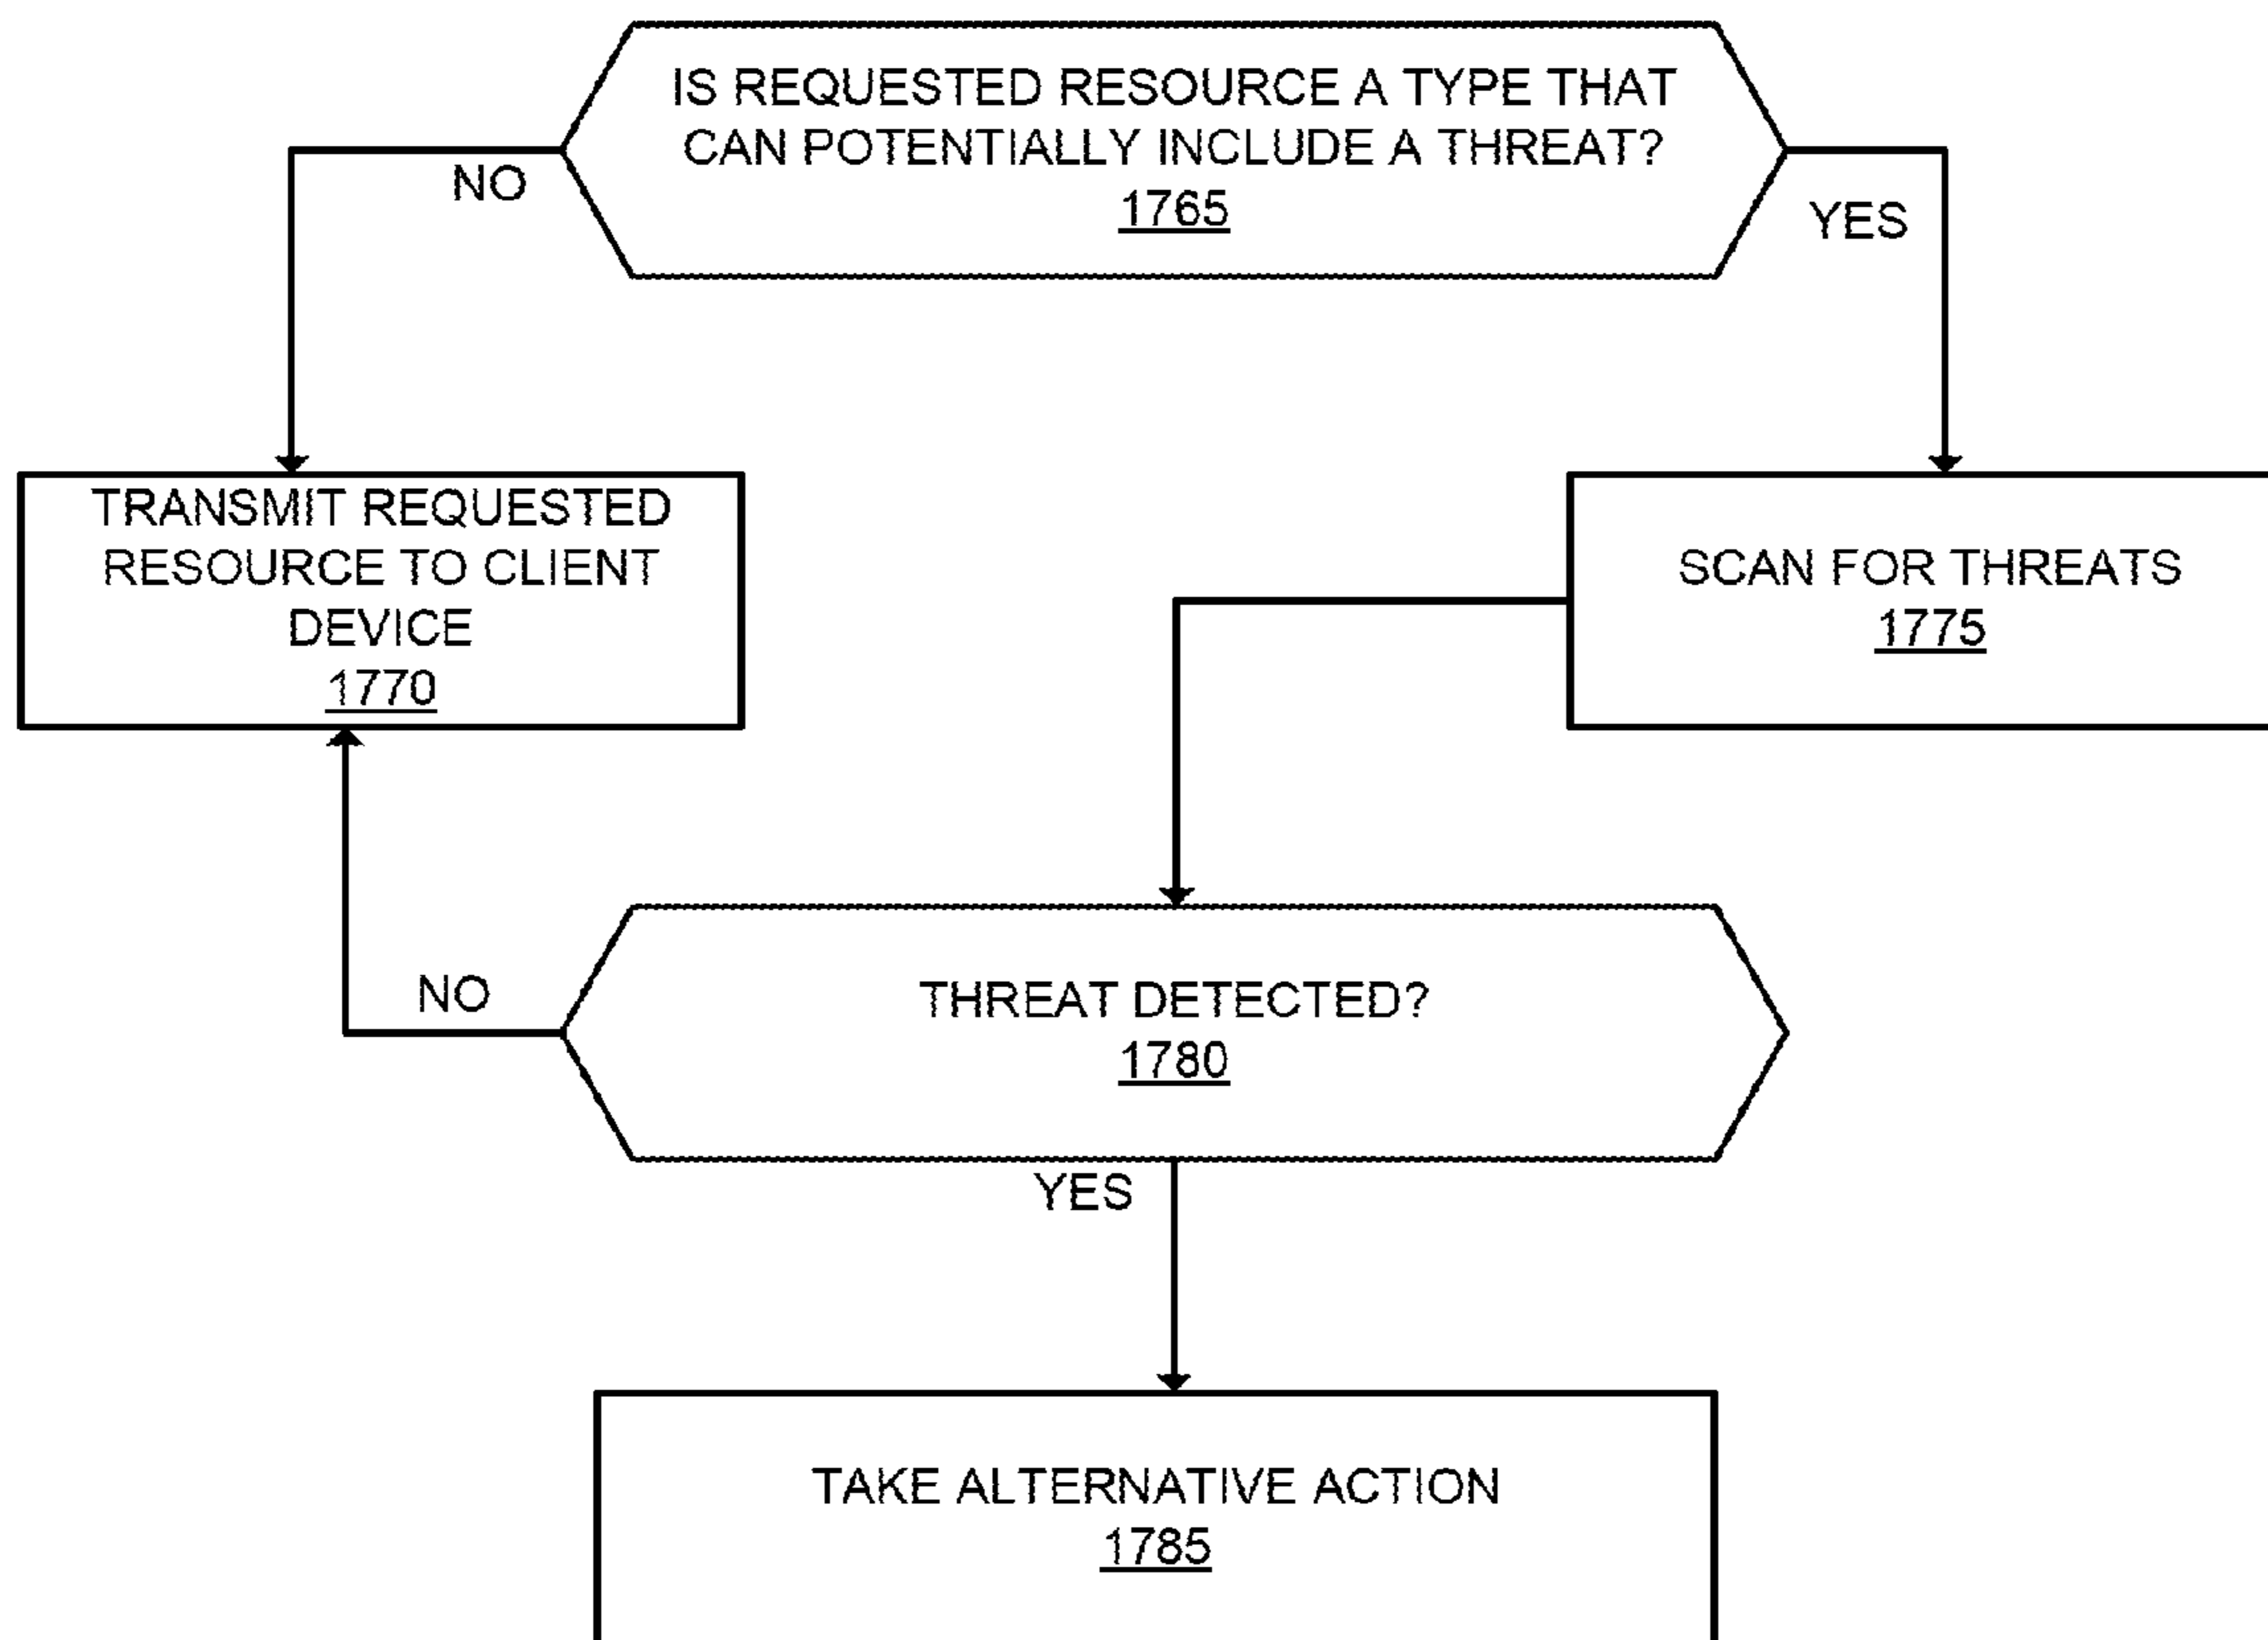 IS REQUESTED RESOURCE A TYPE THAT
CAN POTENTIALLY INCLUDE A THREAT?
1765
NO
YES
TRANSMIT REQUESTED
RESOURCE TO CLIENT
DEVICE
1770
SCAN FOR THREATS
1775
NO
THREAT DETECTED?
1780
YES
TAKE ALTERNATIVE ACTION
1785